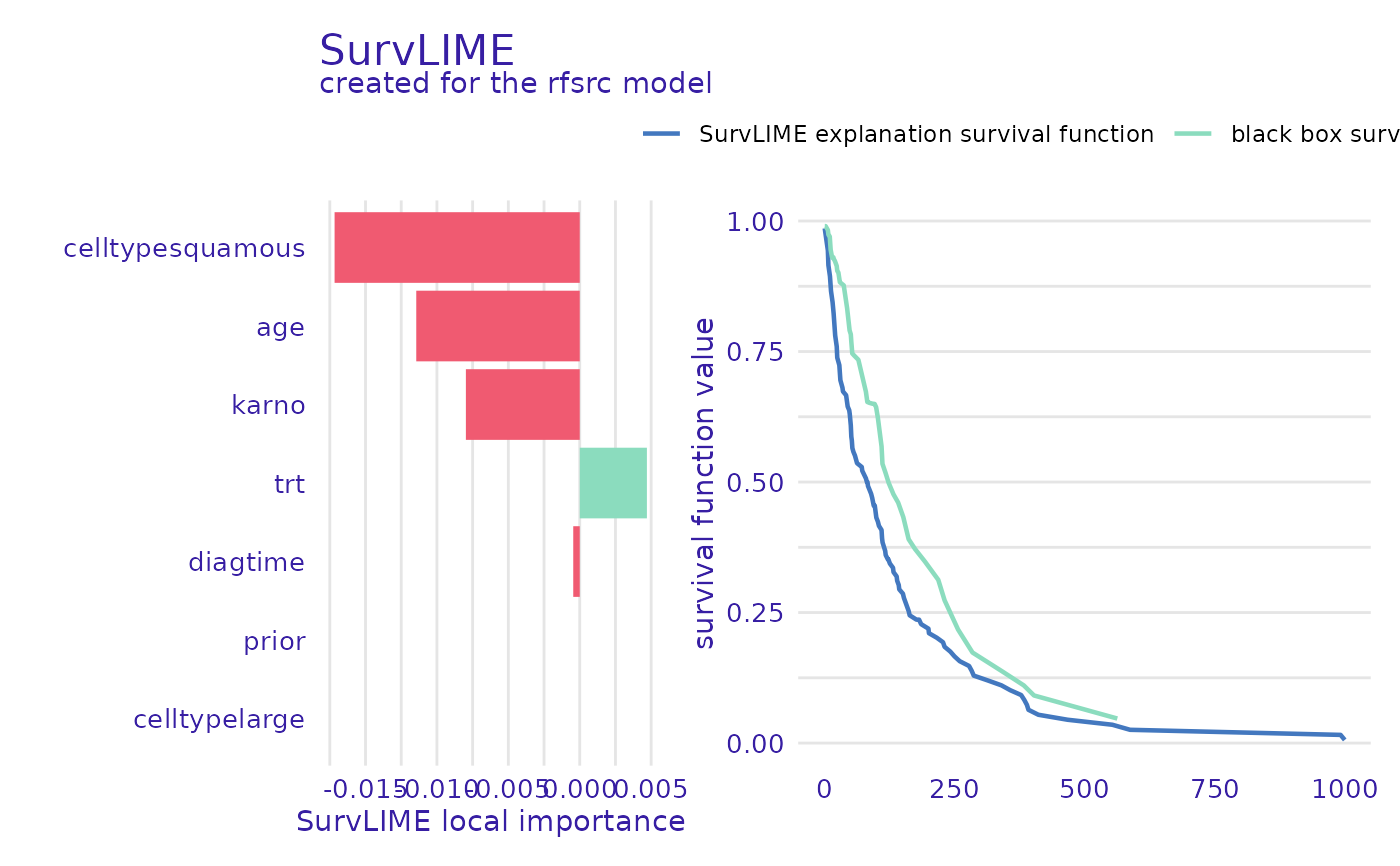 SurvLIME
created for the rfsrc model
SurvLIME explanation survival function
black box surv
celltypesquamous
age
karno
trt
diagtime
prior
celltypelarge
-0.015 -0.010 -0.005 0.000 0.005
SurvLIME local importance
survival function value
1.00
0.75
0.50
0.25
0.00
0 250 500 750 1000